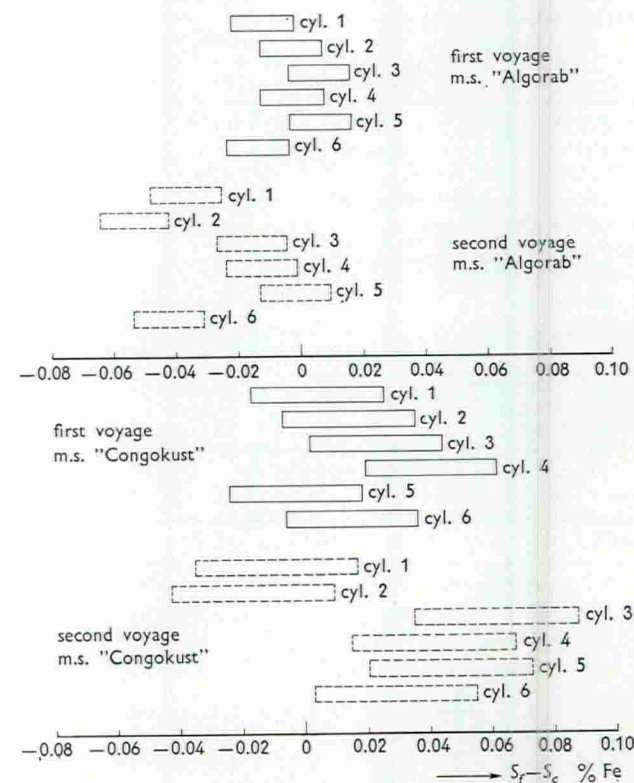 cyl. 1
cyl. 2
cyl. 3
cyl. 4
cyl. 5
cyl. 6
first voyage
m.s. "Algorab"
cyl. 1
cyl. 2
cyl. 3
cyl. 4
cyl. 5
cyl. 6
second voyage
m.s. "Algorab"
—0.08 —0.06 —0.04 —0.02 0 0.02 0.04 0.06 0.08 0.10
first voyage
m.s. "Congokust"
cyl. 1
cyl. 2
cyl. 3
cyl. 4
cyl. 5
cyl. 6
second voyage
m.s. "Congokust"
cyl. 1
cyl. 2
cyl. 3
cyl. 4
cyl. 5
cyl. 6
—0.08 —0.06 —0.04 —0.02 0 0.02 0.04 0.06 0.08 0.10
S_f—S_c % Fe